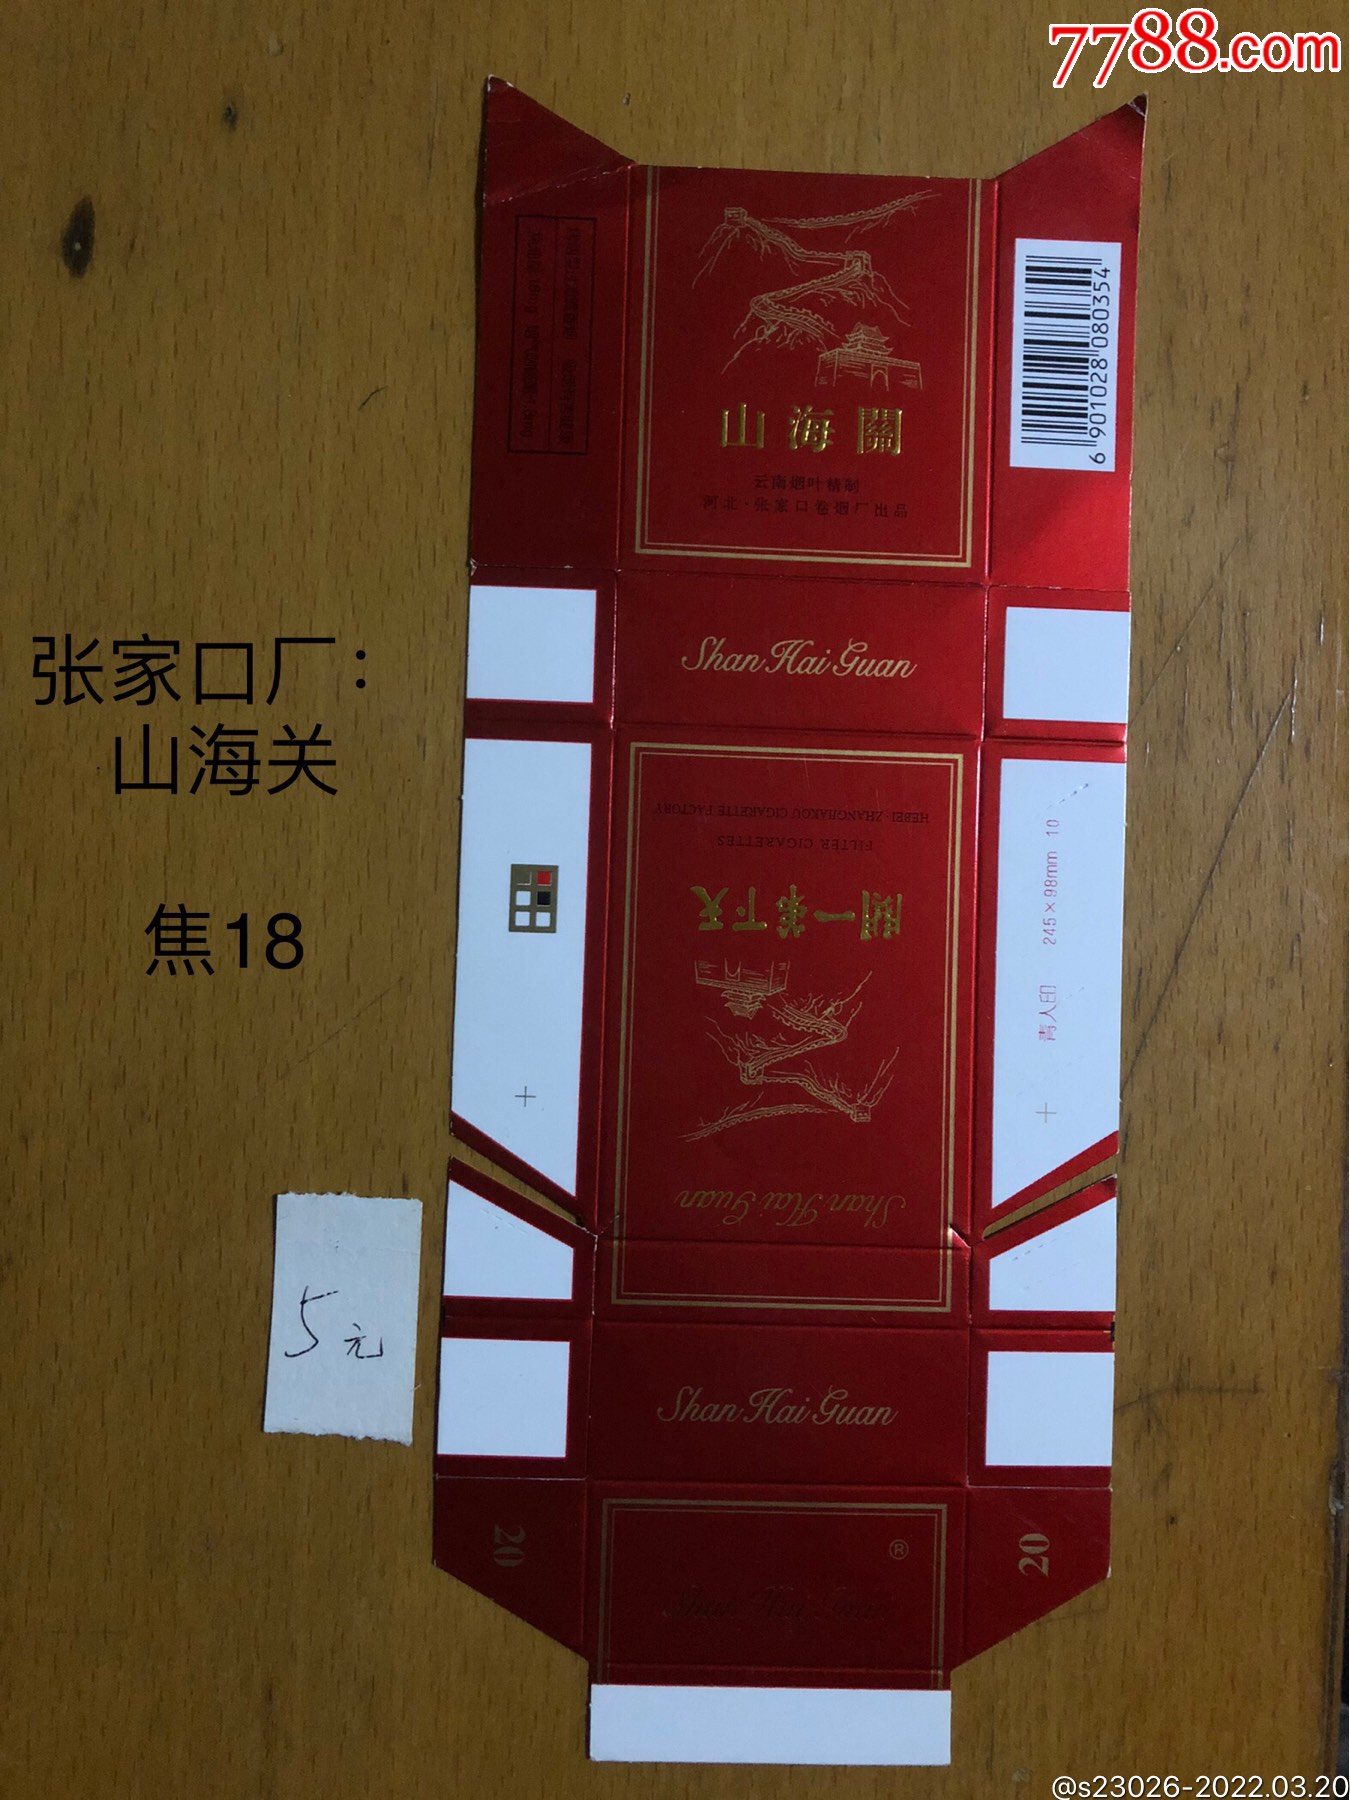 7788.com
山海關
云南烟叶精制
河北·张家口卷烟厂出品
6 901028 080354
Shan Hai Guan
张家口厂：
山海关
焦18
HEBEI·ZHANGJIAKOU CIGARETTE FACTORY
FILTER CIGARETTES
天下第一關
Shan Hai Guan
245×98mm 10
青人印
5元
Shan Hai Guan
20
®
20
@s23026-2022.03.20